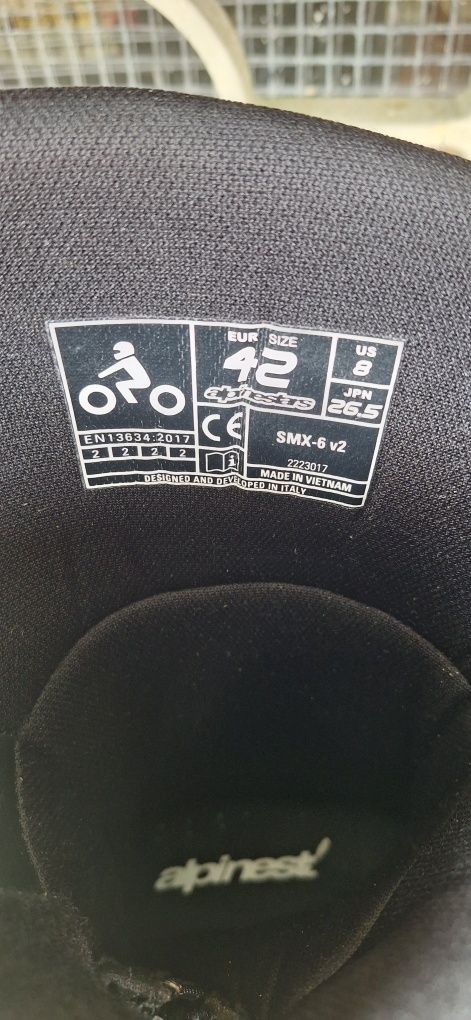 EUR SIZE
42
alpinestars
US
8
JPN
26.5
EN13634:2017
2 2 2 2
CE
i
SMX-6 v2
2223017
MADE IN VIETNAM
DESIGNED AND DEVELOPED IN ITALY
alpinest